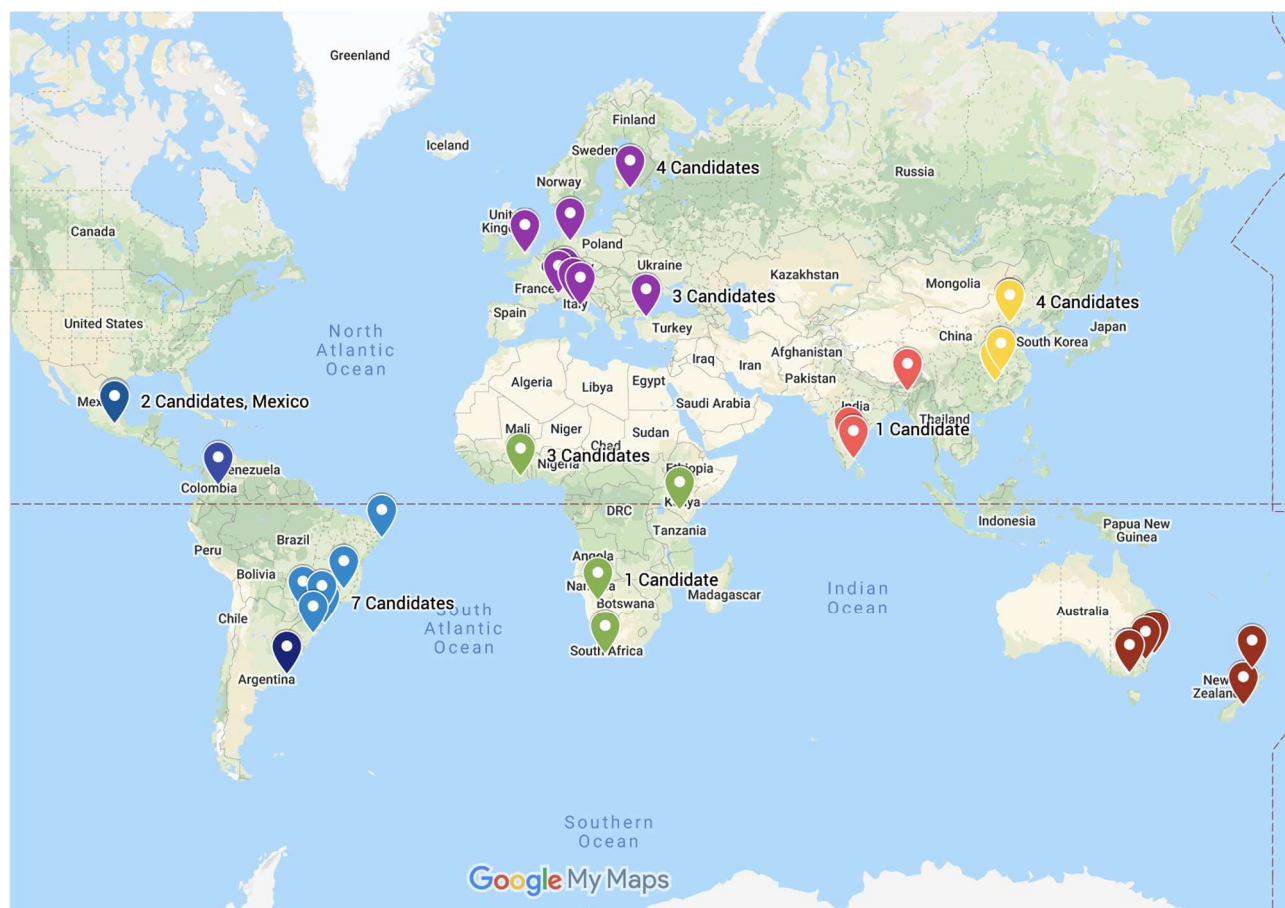 Greenland
Finland
Iceland
Sweden
4 Candidates
Norway
Russia
Canada
Poland
Ukraine
Kazakhstan
Mongolia
France
Italy
3 Candidates
4 Candidates
United States
Spain
Turkey
Japan
China
South Korea
North
Atlantic
Ocean
Iraq
Iran
Afghanistan
Pakistan
Algeria
Libya
Egypt
Saudi Arabia
2 Candidates, Mexico
India
Mali
Niger
Chad
Sudan
Thailand
1 Candidate
3 Candidates
Nigeria
Ethiopia
Colombia
DRC
Kenya
Indonesia
Papua New
Guinea
Peru
Brazil
Tanzania
Angola
Bolivia
1 Candidate
Botswana
Madagascar
Indian
Ocean
7 Candidates
Australia
Chile
South
Atlantic
Ocean
South Africa
Argentina
New
Zealand
Southern
Ocean
Google My Maps